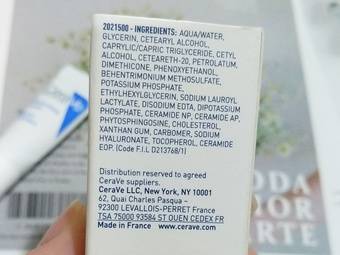 2021500 - INGREDIENTS: AQUA/WATER,
GLYCERIN, CETEARYL ALCOHOL,
CAPRYLIC/CAPRIC TRIGLYCERIDE, CETYL
ALCOHOL, CETEARETH-20, PETROLATUM,
DIMETHICONE, PHENOXYETHANOL,
BEHENTRIMONIUM METHOSULFATE,
POTASSIUM PHOSPHATE,
ETHYLHEXYLGLYCERIN, SODIUM LAUROYL
LACTYLATE, DISODIUM EDTA, DIPOTASSIUM
PHOSPHATE, CERAMIDE NP, CERAMIDE AP,
PHYTOSPHINGOSINE, CHOLESTEROL,
XANTHAN GUM, CARBOMER, SODIUM
HYALURONATE, TOCOPHEROL, CERAMIDE
EOP. (Code F.I.L D213768/1)
Distribution reserved to agreed
CeraVe suppliers.
CeraVe LLC, New York, NY 10001
62, Quai Charles Pasqua –
92300 LEVALLOIS-PERRET France
TSA 75000 93584 ST OUEN CEDEX FR
Made in France www.cerave.com
ODA
OOR
ARTE